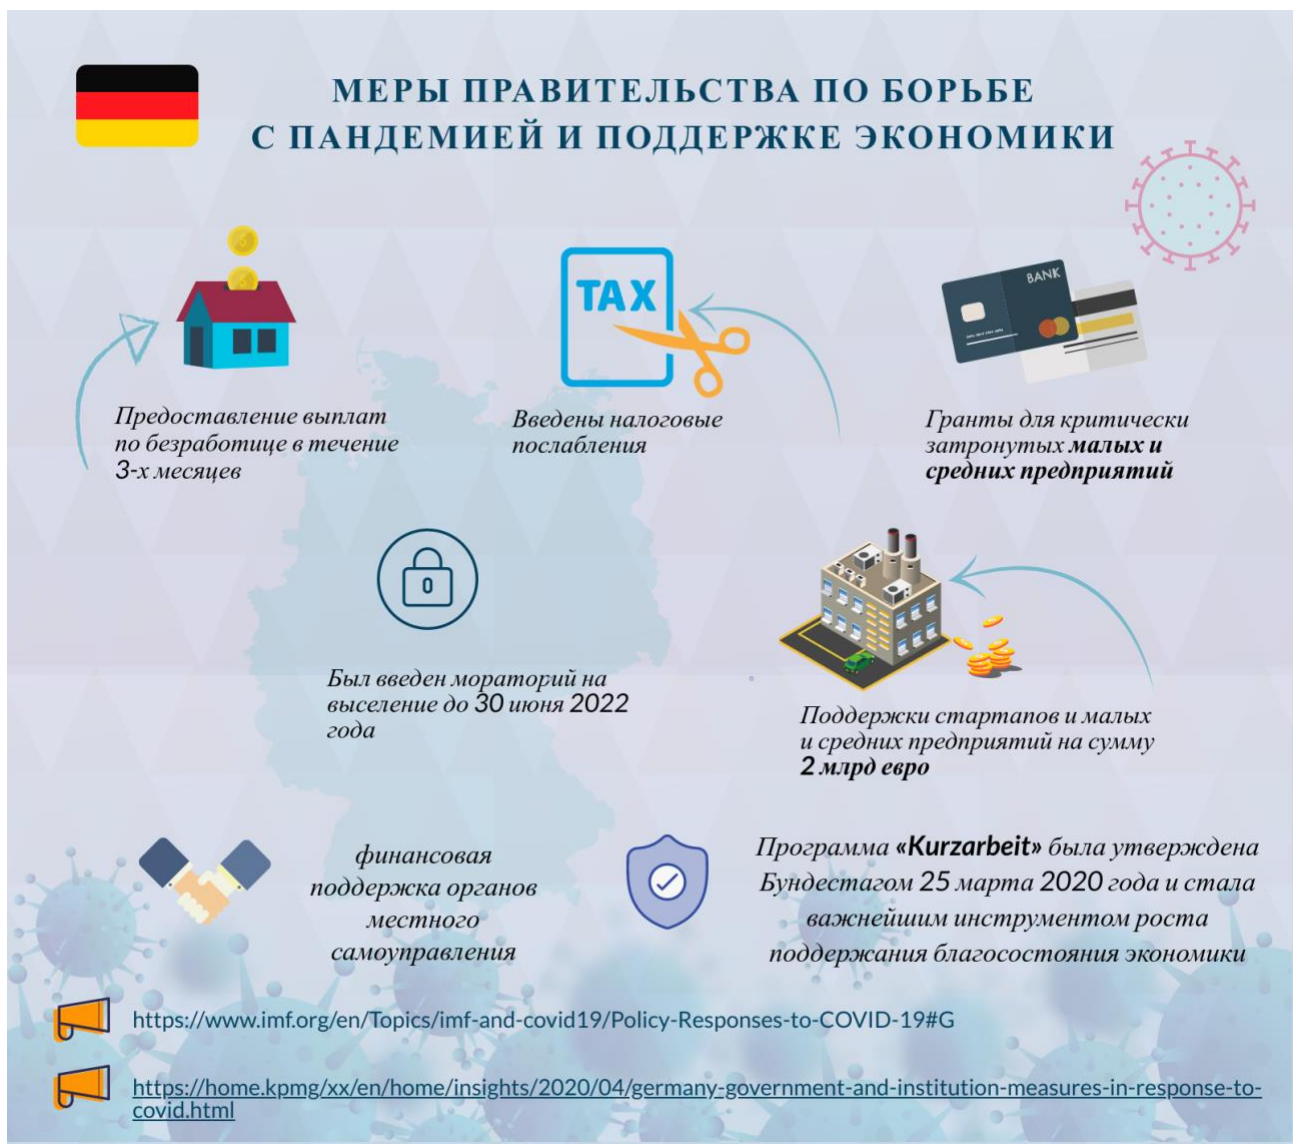 МЕРЫ ПРАВИТЕЛЬСТВА ПО БОРЬБЕ
С ПАНДЕМИЕЙ И ПОДДЕРЖКЕ ЭКОНОМИКИ
TAX
BANK
Предоставление выплат
по безработице в течение
3-х месяцев
Введены налоговые
послабления
Гранты для критически
затронутых малых и
средних предприятий
Был введен мораторий на
выселение до 30 июня 2022
года
Поддержки стартапов и малых
и средних предприятий на сумму
2 млрд евро
финансовая
поддержка органов
местного
самоуправления
Программа «Kurzarbeit» была утверждена
Бундестагом 25 марта 2020 года и стала
важнейшим инструментом роста
поддержания благосостояния экономики
https://www.imf.org/en/Topics/imf-and-covid19/Policy-Responses-to-COVID-19#G
https://home.kpmg/xx/en/home/insights/2020/04/germany-government-and-institution-measures-in-response-to-
covid.html